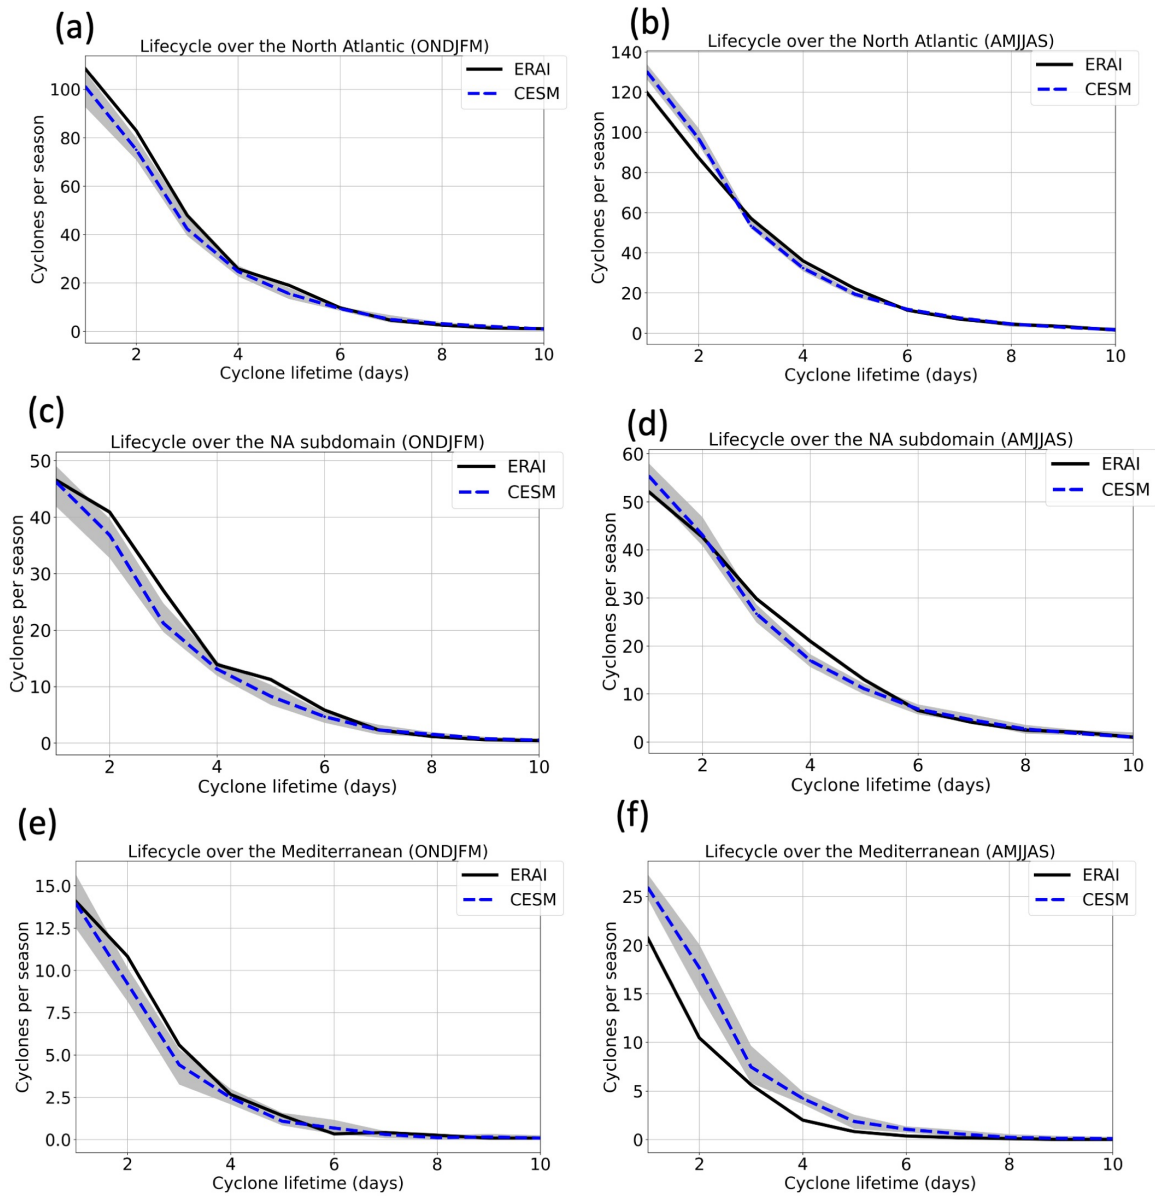 (a)
Lifecycle over the North Atlantic (ONDJFM)
ERAI
CESM
Cyclones per season
100
80
60
40
20
0
2 4 6 8 10
Cyclone lifetime (days)
(b)
Lifecycle over the North Atlantic (AMJJAS)
ERAI
CESM
Cyclones per season
140
120
100
80
60
40
20
0
2 4 6 8 10
Cyclone lifetime (days)
(c)
Lifecycle over the NA subdomain (ONDJFM)
ERAI
CESM
Cyclones per season
50
40
30
20
10
0
2 4 6 8 10
Cyclone lifetime (days)
(d)
Lifecycle over the NA subdomain (AMJJAS)
ERAI
CESM
Cyclones per season
60
50
40
30
20
10
0
2 4 6 8 10
Cyclone lifetime (days)
(e)
Lifecycle over the Mediterranean (ONDJFM)
ERAI
CESM
Cyclones per season
15.0
12.5
10.0
7.5
5.0
2.5
0.0
2 4 6 8 10
Cyclone lifetime (days)
(f)
Lifecycle over the Mediterranean (AMJJAS)
ERAI
CESM
Cyclones per season
25
20
15
10
5
0
2 4 6 8 10
Cyclone lifetime (days)